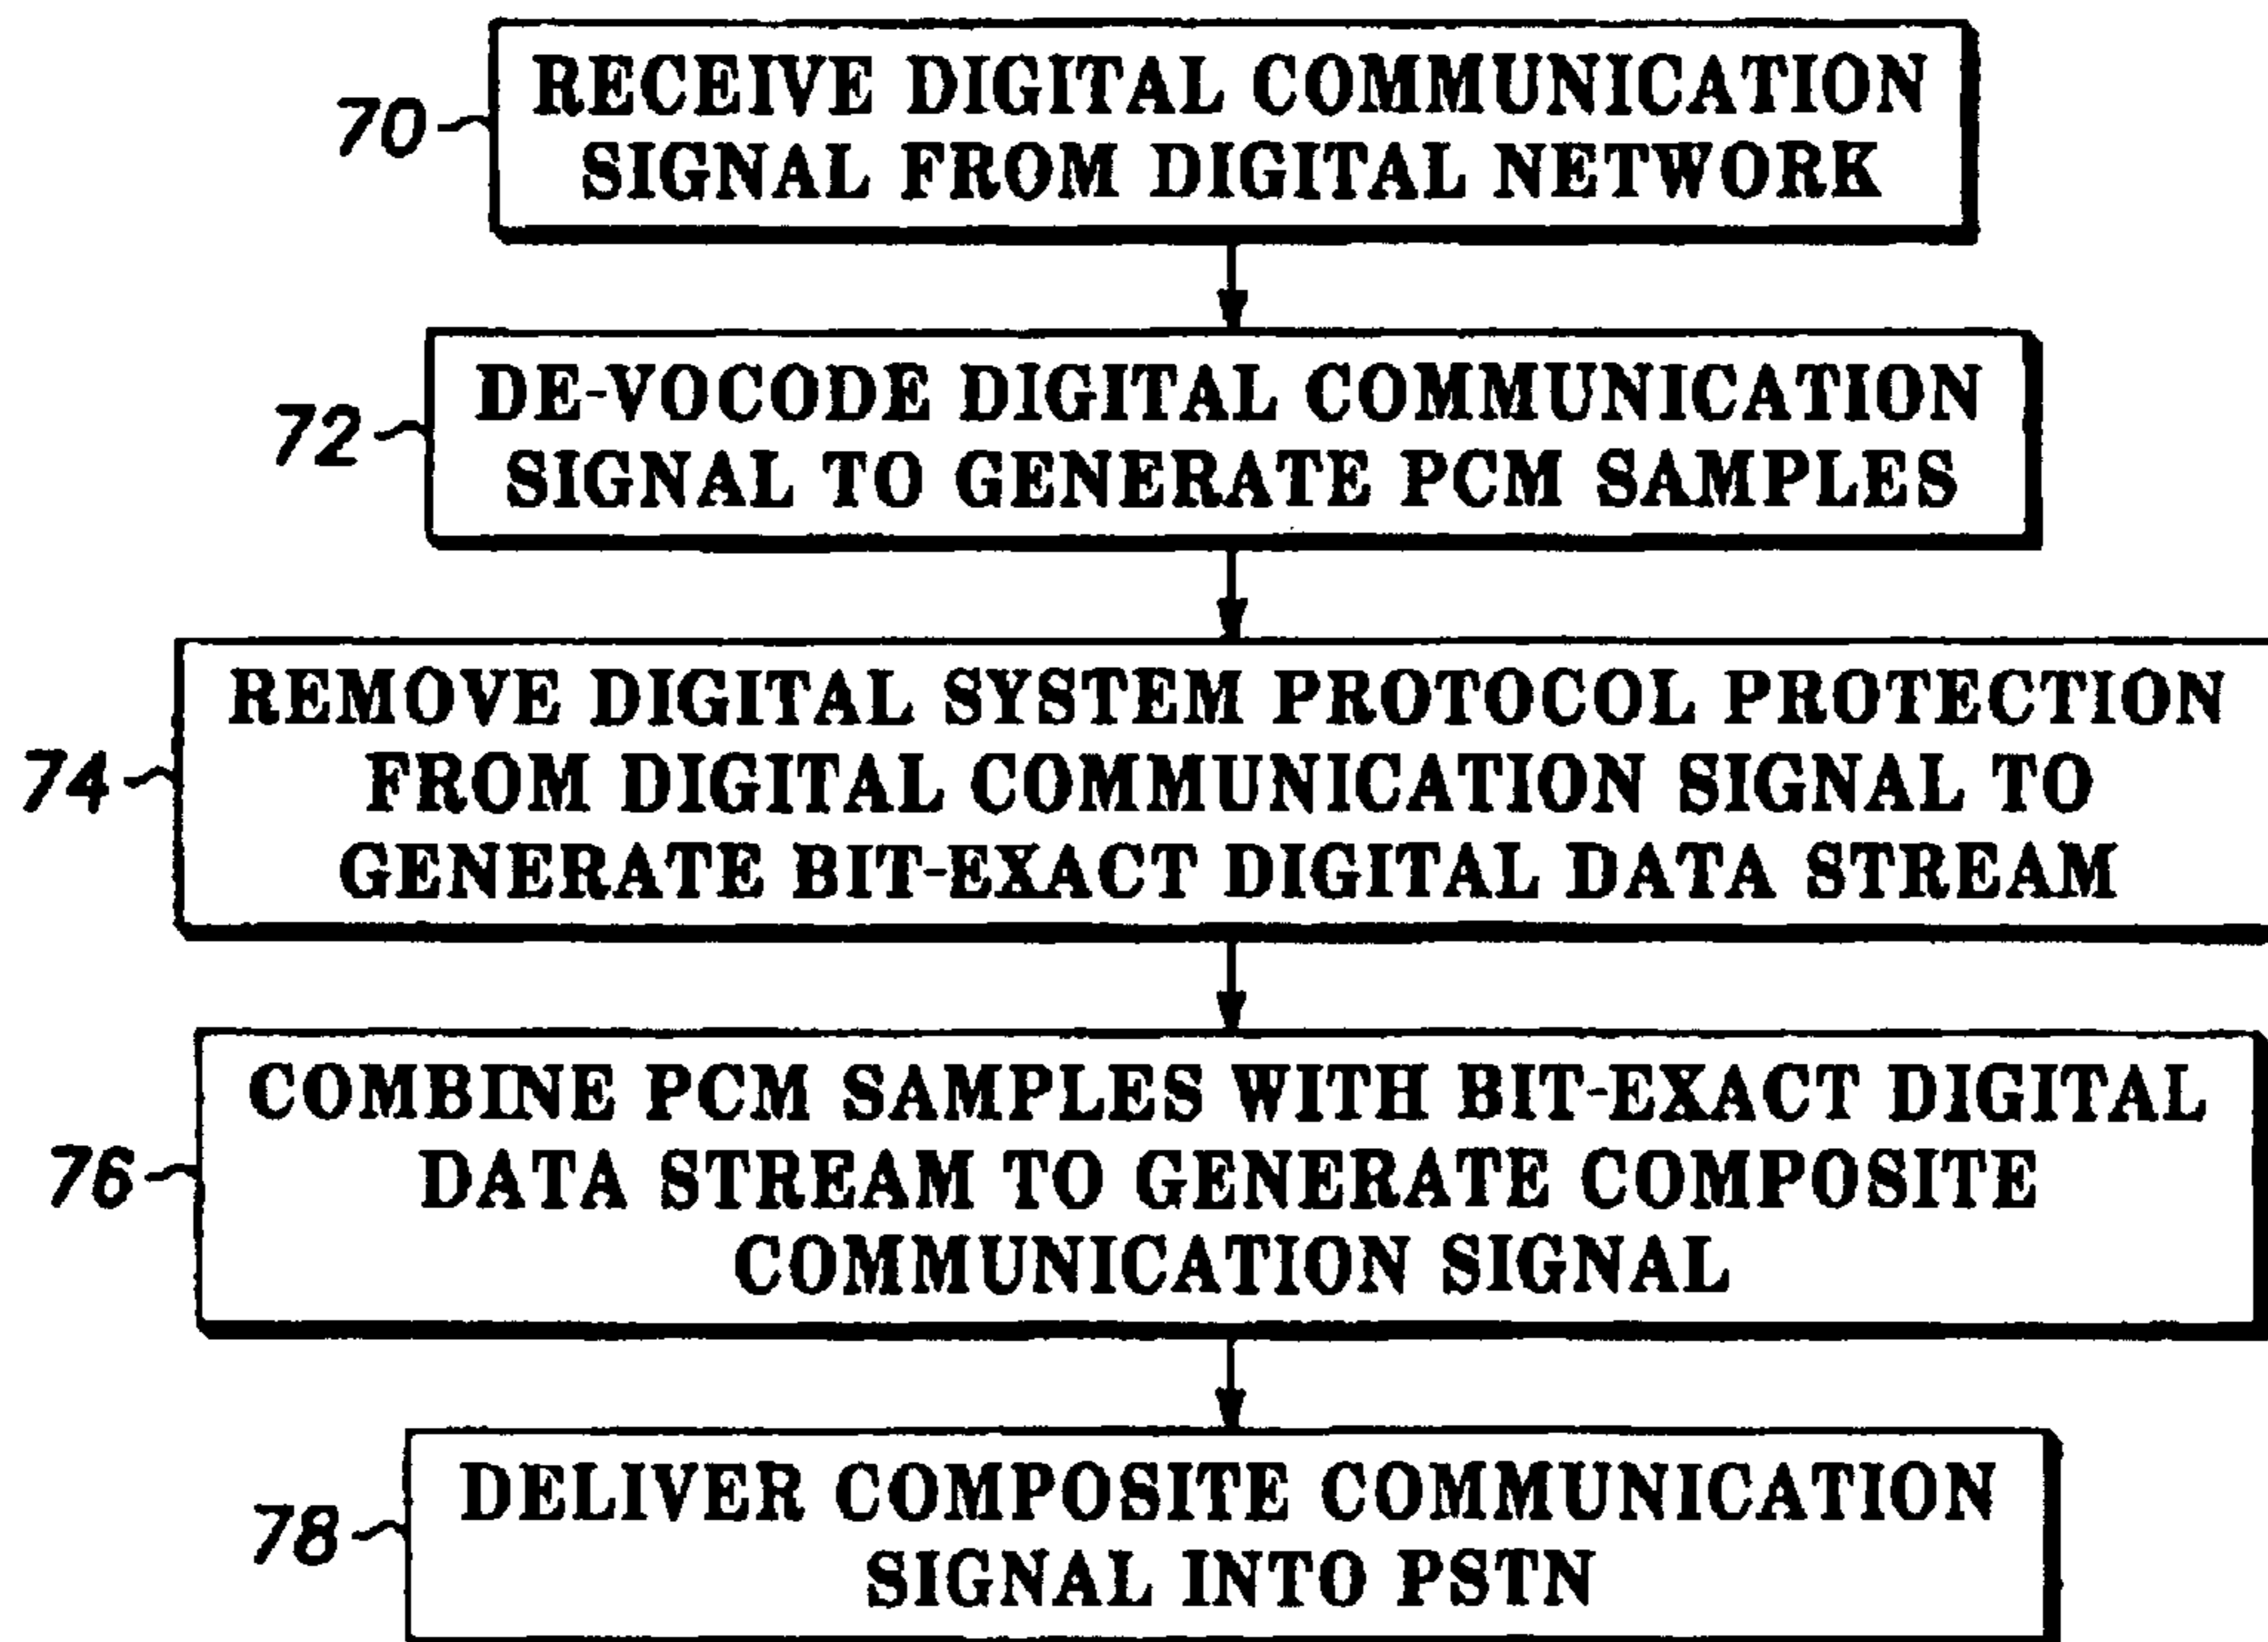 RECEIVE DIGITAL COMMUNICATION
70
SIGNAL FROM DIGITAL NETWORK
DE-VOCODE DIGITAL COMMUNICATION
72
SIGNAL TO GENERATE PCM SAMPLES
REMOVE DIGITAL SYSTEM PROTOCOL PROTECTION
74
FROM DIGITAL COMMUNICATION SIGNAL TO
GENERATE BIT-EXACT DIGITAL DATA STREAM
COMBINE PCM SAMPLES WITH BIT-EXACT DIGITAL
76
DATA STREAM TO GENERATE COMPOSITE
COMMUNICATION SIGNAL
DELIVER COMPOSITE COMMUNICATION
78
SIGNAL INTO PSTN